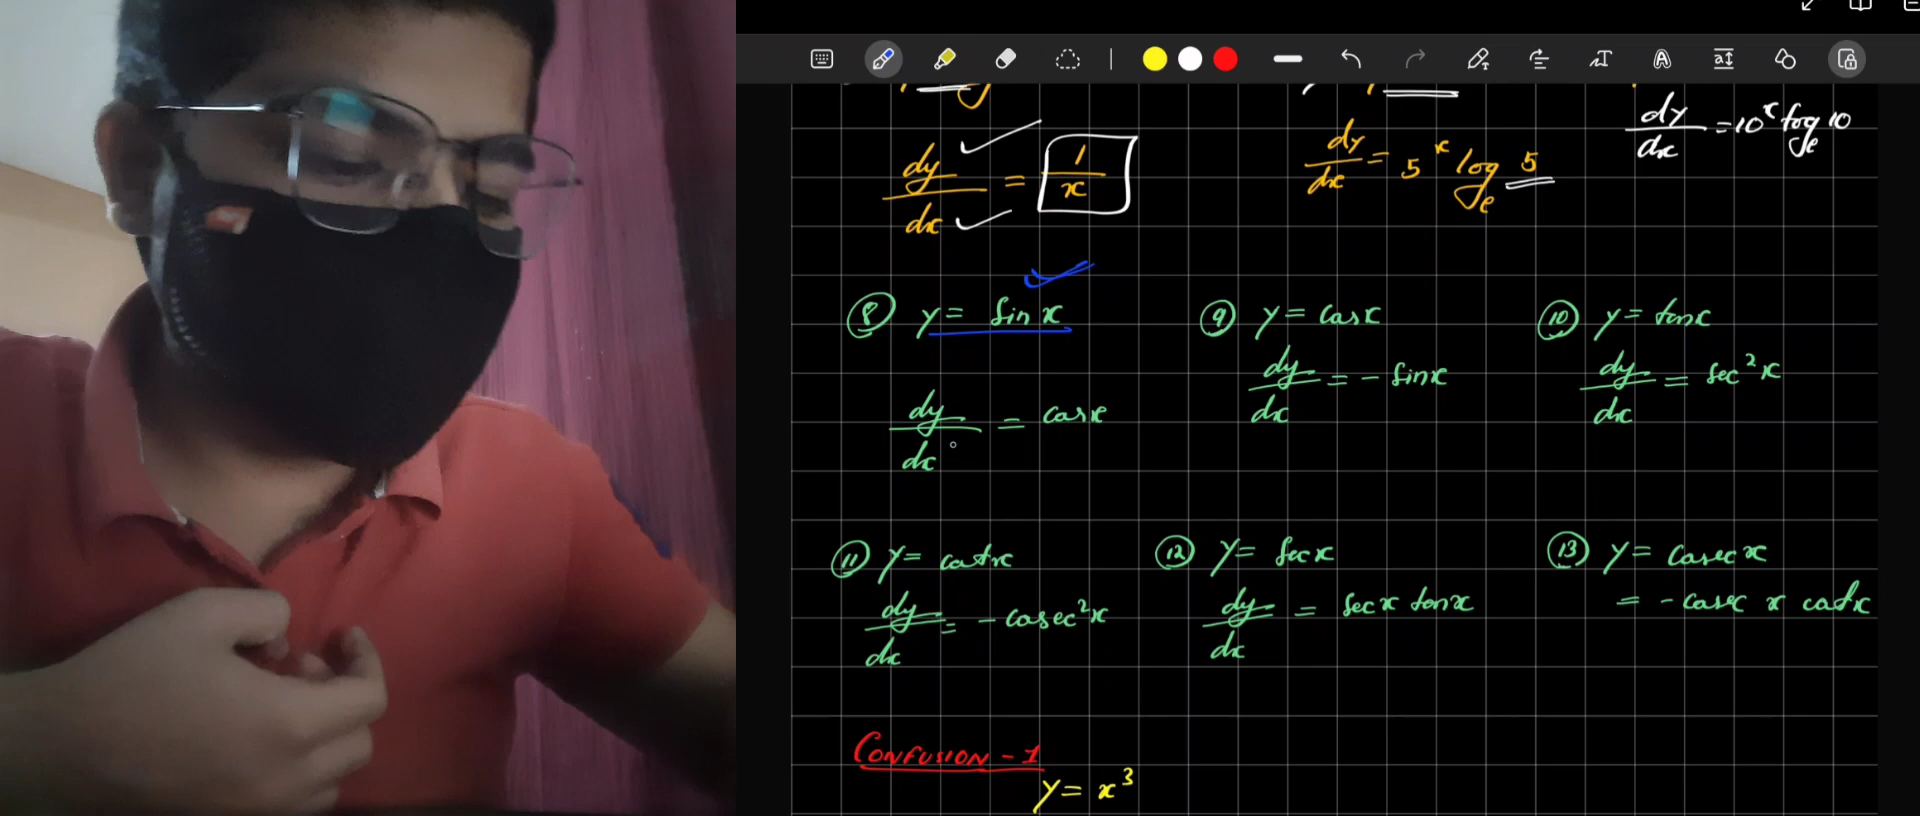 dy/dx = 1/x
dy/dx = 5^x log_e 5
dy/dx = 10^x log_e 10
⑧ y = sin x
dy/dx = cos x
⑨ y = cos x
dy/dx = - sin x
⑩ y = tan x
dy/dx = sec²x
⑪ y = cot x
dy/dx = - cosec²x
⑫ y = sec x
dy/dx = sec x tan x
⑬ y = cosec x
= - cosec x cot x
CONFUSION - 1
y = x³